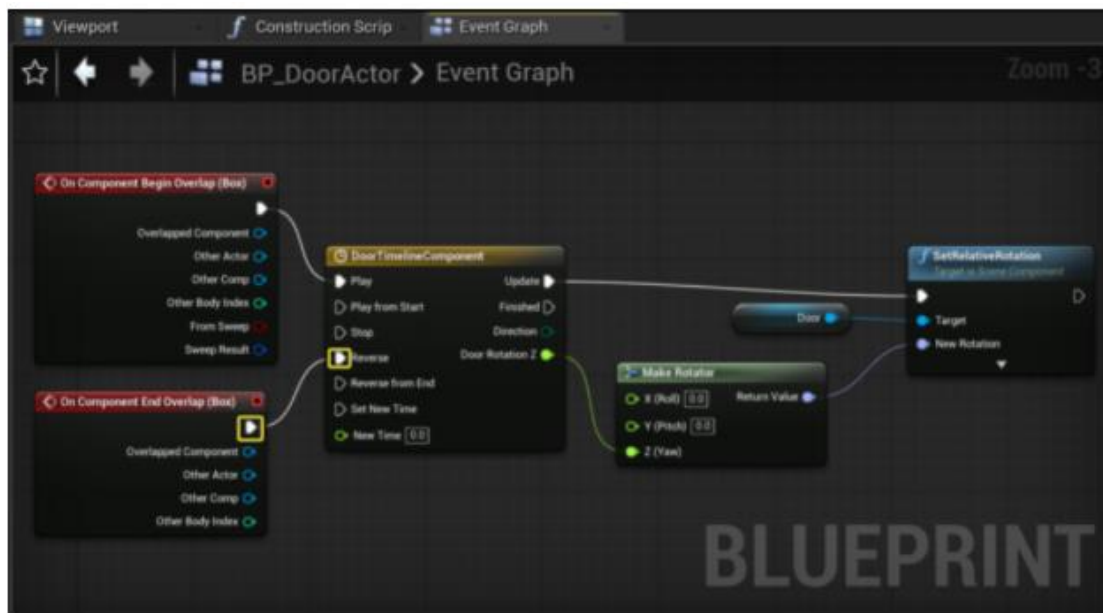 Viewport
Construction Scrip
Event Graph
BP_DoorActor > Event Graph
Zoom -3
On Component Begin Overlap (Box)
Overlapped Component
Other Actor
Other Comp
Other Body Index
From Sweep
Sweep Result
On Component End Overlap (Box)
Overlapped Component
Other Actor
Other Comp
Other Body Index
DoorTimelineComponent
Play Update
Play from Start Finished
Stop Direction
Reverse Door Rotation Z
Reverse from End
Set New Time
New Time 0.0
Door
Make Rotator
X (Roll) 0.0 Return Value
Y (Pitch) 0.0
Z (Yaw)
SetRelativeRotation
Target is Scene Component
Target
New Rotation
BLUEPRINT